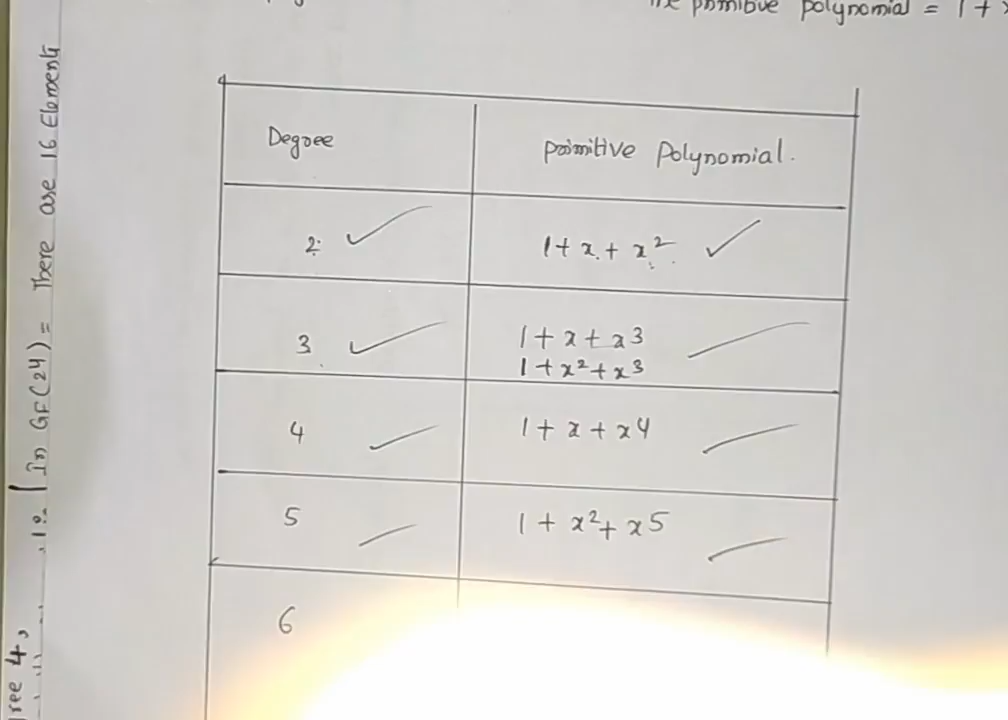 polynomial = 1 +
Degree primitive Polynomial.
2 1 + x + x²
3 1 + x + x3
1 + x² + x3
4 1 + x + x4
5 1 + x² + x5
6
In GF(24) = There are 16 Elements
4,